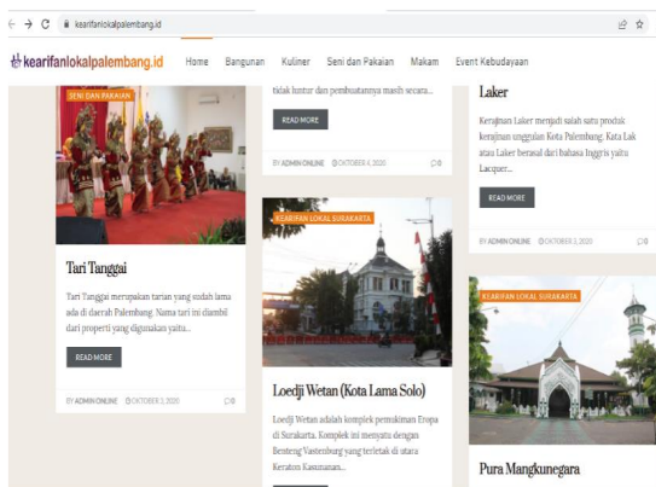 kearifanlokalpalembang.id
kearifanlokalpalembang.id
Home Bangunan Kuliner Seni dan Pakaian Makam Event Kebudayaan
SENI DAN PAKAIAN
Tari Tanggai
Tari Tanggai merupakan tarian yang sudah lama
ada di daerah Palembang. Nama tari ini diambil
dari properti yang digunakan yaitu...
READ MORE
BY ADMIN ONLINE OKTOBER 3, 2020 0
tidak luntur dan pembuatannya masih secara...
READ MORE
BY ADMIN ONLINE OKTOBER 4, 2020 0
KEARIFAN LOKAL SURAKARTA
Loedji Wetan (Kota Lama Solo)
Loedji Wetan adalah komplek pemukiman Eropa
di Surakarta. Komplek ini menyatu dengan
Benteng Vastenburg yang terletak di utara
Keraton Kasunanan...
Laker
Kerajinan Laker menjadi salah satu produk
kerajinan unggulan Kota Palembang. Kata Lak
atau Laker berasal dari bahasa Inggris yaitu
Lacquer...
READ MORE
BY ADMIN ONLINE OKTOBER 3, 2020 0
KEARIFAN LOKAL SURAKARTA
Pura Mangkunegara